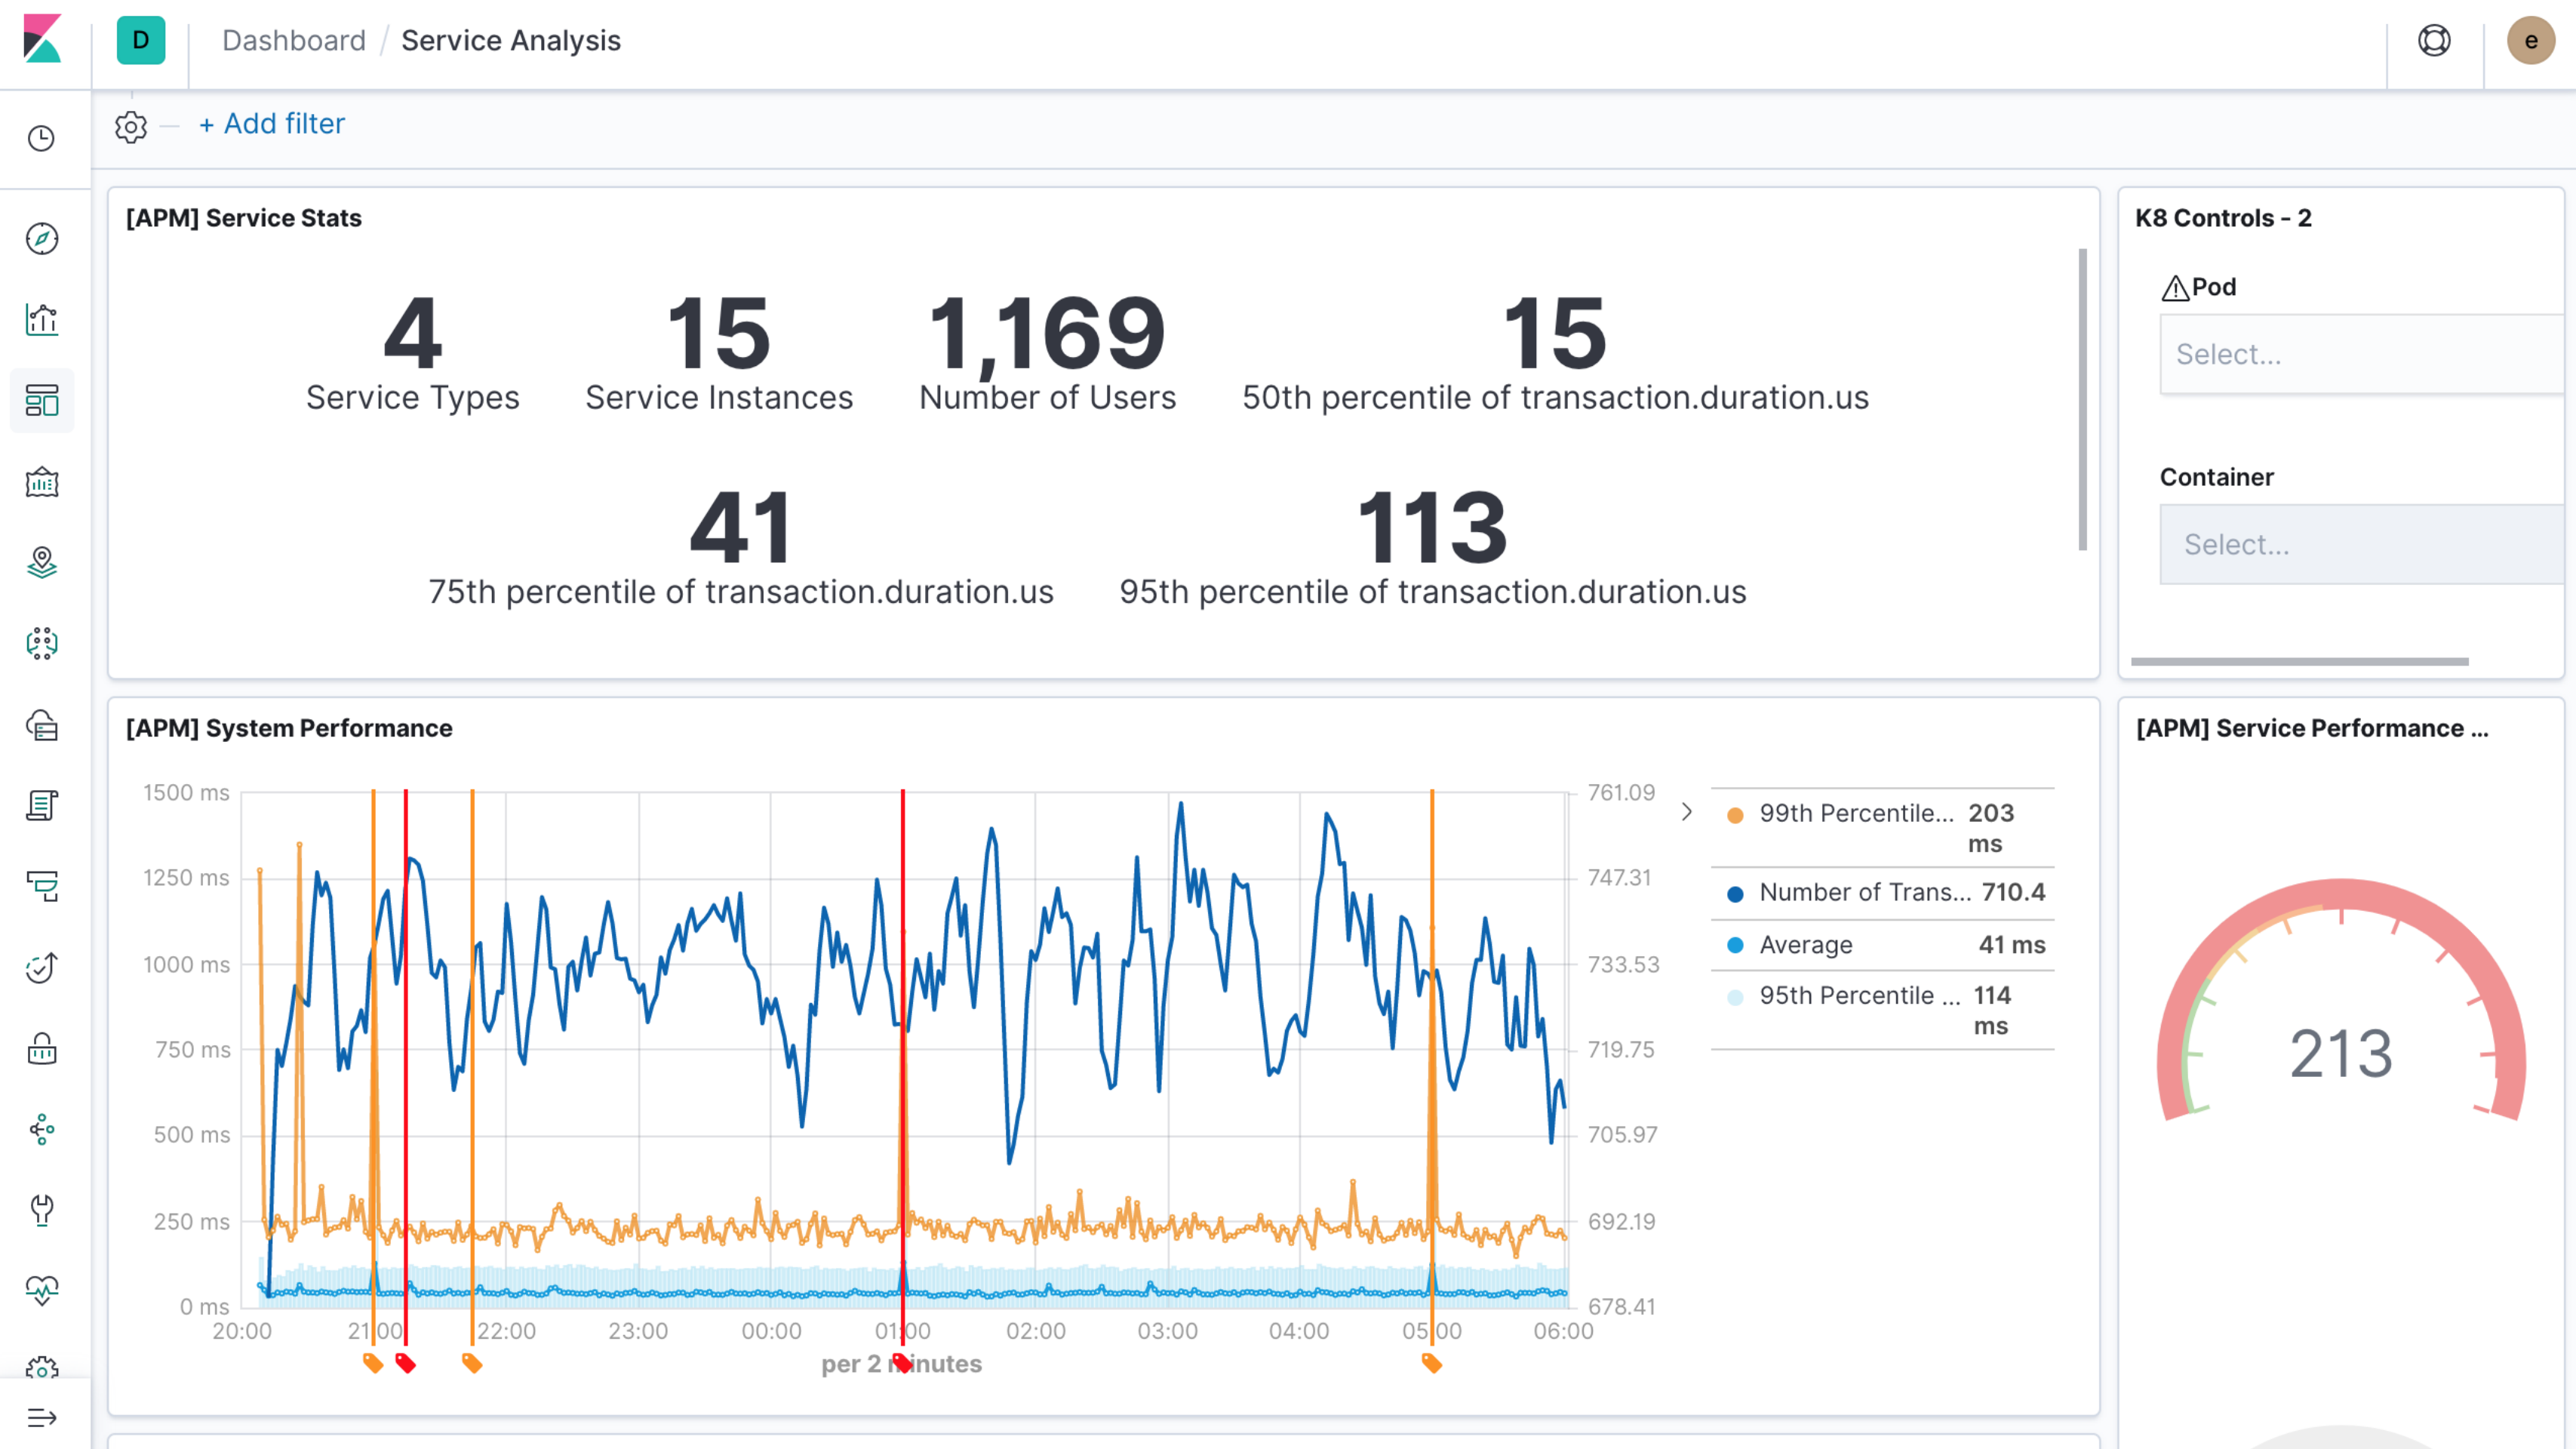 D
Dashboard / Service Analysis
e
+ Add filter
[APM] Service Stats
4
Service Types
15
Service Instances
1,169
Number of Users
15
50th percentile of transaction.duration.us
41
75th percentile of transaction.duration.us
113
95th percentile of transaction.duration.us
K8 Controls - 2
Pod
Select...
Container
Select...
[APM] System Performance
1500 ms
1250 ms
1000 ms
750 ms
500 ms
250 ms
0 ms
761.09
747.31
733.53
719.75
705.97
692.19
678.41
20:00 21:00 22:00 23:00 00:00 01:00 02:00 03:00 04:00 05:00 06:00
per 2 minutes
99th Percentile... 203
ms
Number of Trans... 710.4
Average 41 ms
95th Percentile ... 114
ms
[APM] Service Performance ...
213